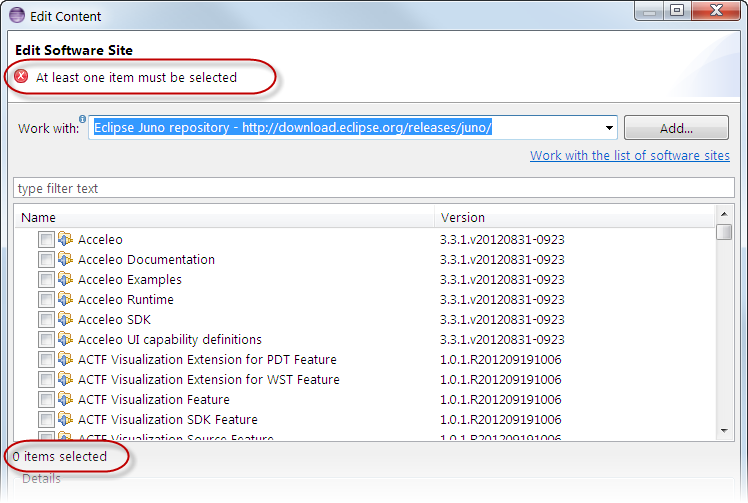 Edit Content
Edit Software Site
At least one item must be selected
Work with: Eclipse Juno repository - http://download.eclipse.org/releases/juno/ Add...
Work with the list of software sites
type filter text
Name Version
Acceleo 3.3.1.v20120831-0923
Acceleo Documentation 3.3.1.v20120831-0923
Acceleo Examples 3.3.1.v20120831-0923
Acceleo Runtime 3.3.1.v20120831-0923
Acceleo SDK 3.3.1.v20120831-0923
Acceleo UI capability definitions 3.3.1.v20120831-0923
ACTF Visualization Extension for PDT Feature 1.0.1.R201209191006
ACTF Visualization Extension for WST Feature 1.0.1.R201209191006
ACTF Visualization Feature 1.0.1.R201209191006
ACTF Visualization SDK Feature 1.0.1.R201209191006
ACTF Visualization Source Feature 1.0.1.R201209191006
0 items selected
Details